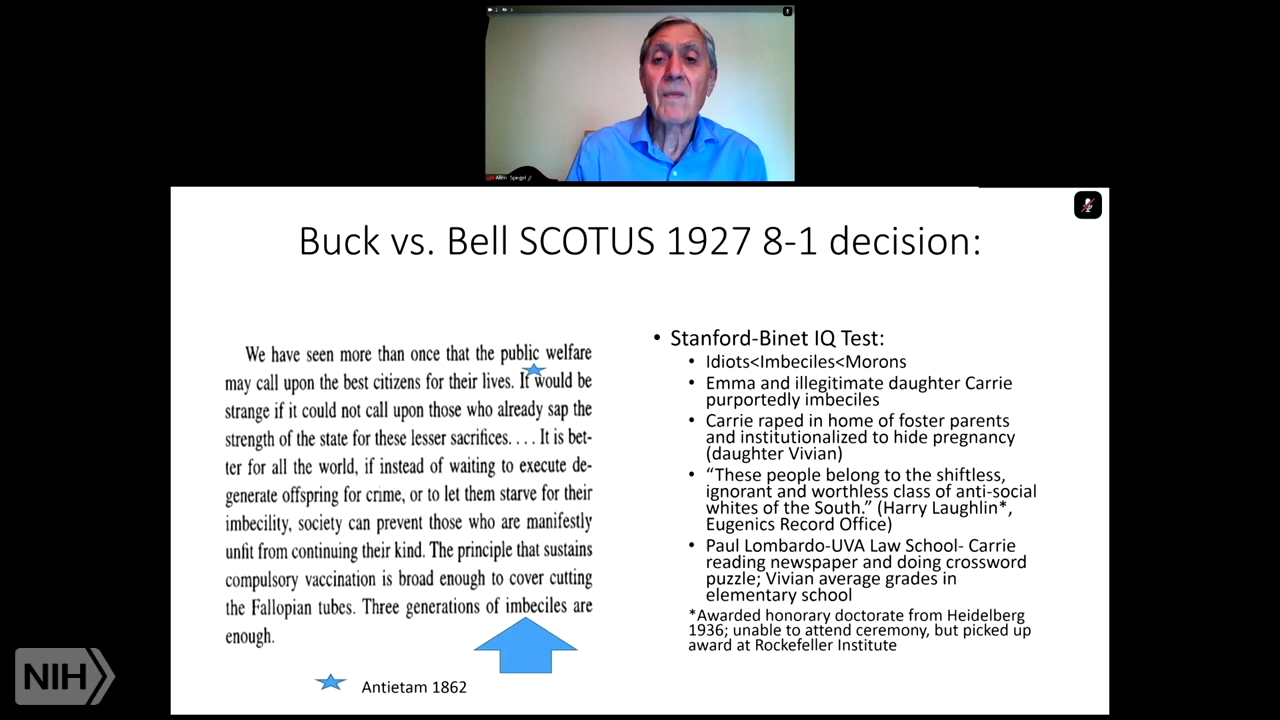 Allen Spiegel
Buck vs. Bell SCOTUS 1927 8-1 decision:
We have seen more than once that the public welfare
may call upon the best citizens for their lives. It would be
strange if it could not call upon those who already sap the
strength of the state for these lesser sacrifices. . . . It is bet-
ter for all the world, if instead of waiting to execute de-
generate offspring for crime, or to let them starve for their
imbecility, society can prevent those who are manifestly
unfit from continuing their kind. The principle that sustains
compulsory vaccination is broad enough to cover cutting
the Fallopian tubes. Three generations of imbeciles are
enough.
Antietam 1862
• Stanford-Binet IQ Test:
• Idiots<Imbeciles<Morons
• Emma and illegitimate daughter Carrie
purportedly imbeciles
• Carrie raped in home of foster parents
and institutionalized to hide pregnancy
(daughter Vivian)
• “These people belong to the shiftless,
ignorant and worthless class of anti-social
whites of the South.” (Harry Laughlin*,
Eugenics Record Office)
• Paul Lombardo-UVA Law School- Carrie
reading newspaper and doing crossword
puzzle; Vivian average grades in
elementary school
*Awarded honorary doctorate from Heidelberg
1936; unable to attend ceremony, but picked up
award at Rockefeller Institute
NIH